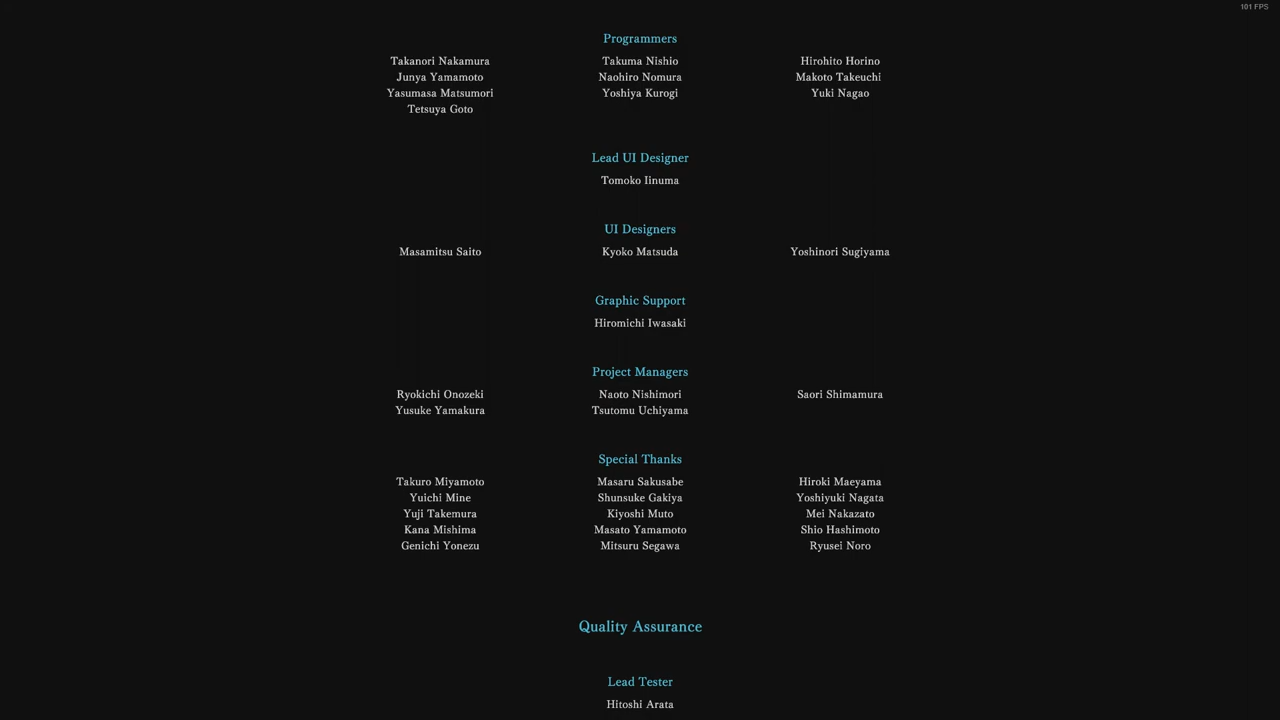 101 FPS
Programmers
Takanori Nakamura Takuma Nishio Hirohito Horino
Junya Yamamoto Naohiro Nomura Makoto Takeuchi
Yasumasa Matsumori Yoshiya Kurogi Yuki Nagao
Tetsuya Goto
Lead UI Designer
Tomoko Iinuma
UI Designers
Masamitsu Saito Kyoko Matsuda Yoshinori Sugiyama
Graphic Support
Hiromichi Iwasaki
Project Managers
Ryokichi Onozeki Naoto Nishimori Saori Shimamura
Yusuke Yamakura Tsutomu Uchiyama
Special Thanks
Takuro Miyamoto Masaru Sakusabe Hiroki Maeyama
Yuichi Mine Shunsuke Gakiya Yoshiyuki Nagata
Yuji Takemura Kiyoshi Muto Mei Nakazato
Kana Mishima Masato Yamamoto Shio Hashimoto
Genichi Yonezu Mitsuru Segawa Ryusei Noro
Quality Assurance
Lead Tester
Hitoshi Arata